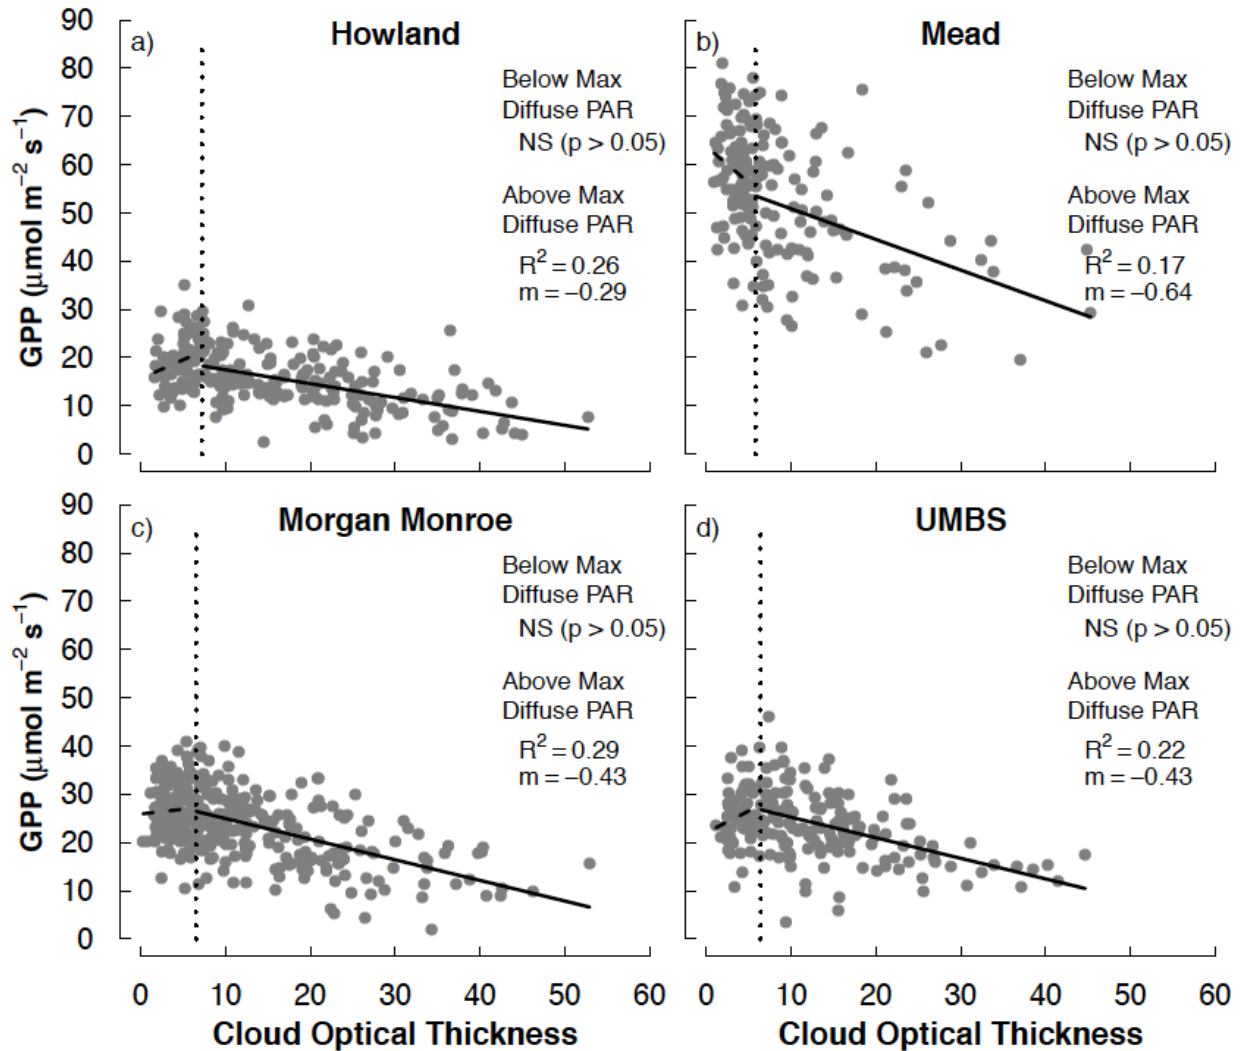 a)
Howland
Below Max
Diffuse PAR
NS (p > 0.05)
Above Max
Diffuse PAR
R² = 0.26
m = −0.29
90
80
70
60
50
40
30
20
10
0
GPP (μmol m⁻² s⁻¹)
0 10 20 30 40 50 60
b)
Mead
Below Max
Diffuse PAR
NS (p > 0.05)
Above Max
Diffuse PAR
R² = 0.17
m = −0.64
0 10 20 30 40 50 60
c)
Morgan Monroe
Below Max
Diffuse PAR
NS (p > 0.05)
Above Max
Diffuse PAR
R² = 0.29
m = −0.43
90
80
70
60
50
40
30
20
10
0
GPP (μmol m⁻² s⁻¹)
Cloud Optical Thickness
d)
UMBS
Below Max
Diffuse PAR
NS (p > 0.05)
Above Max
Diffuse PAR
R² = 0.22
m = −0.43
Cloud Optical Thickness